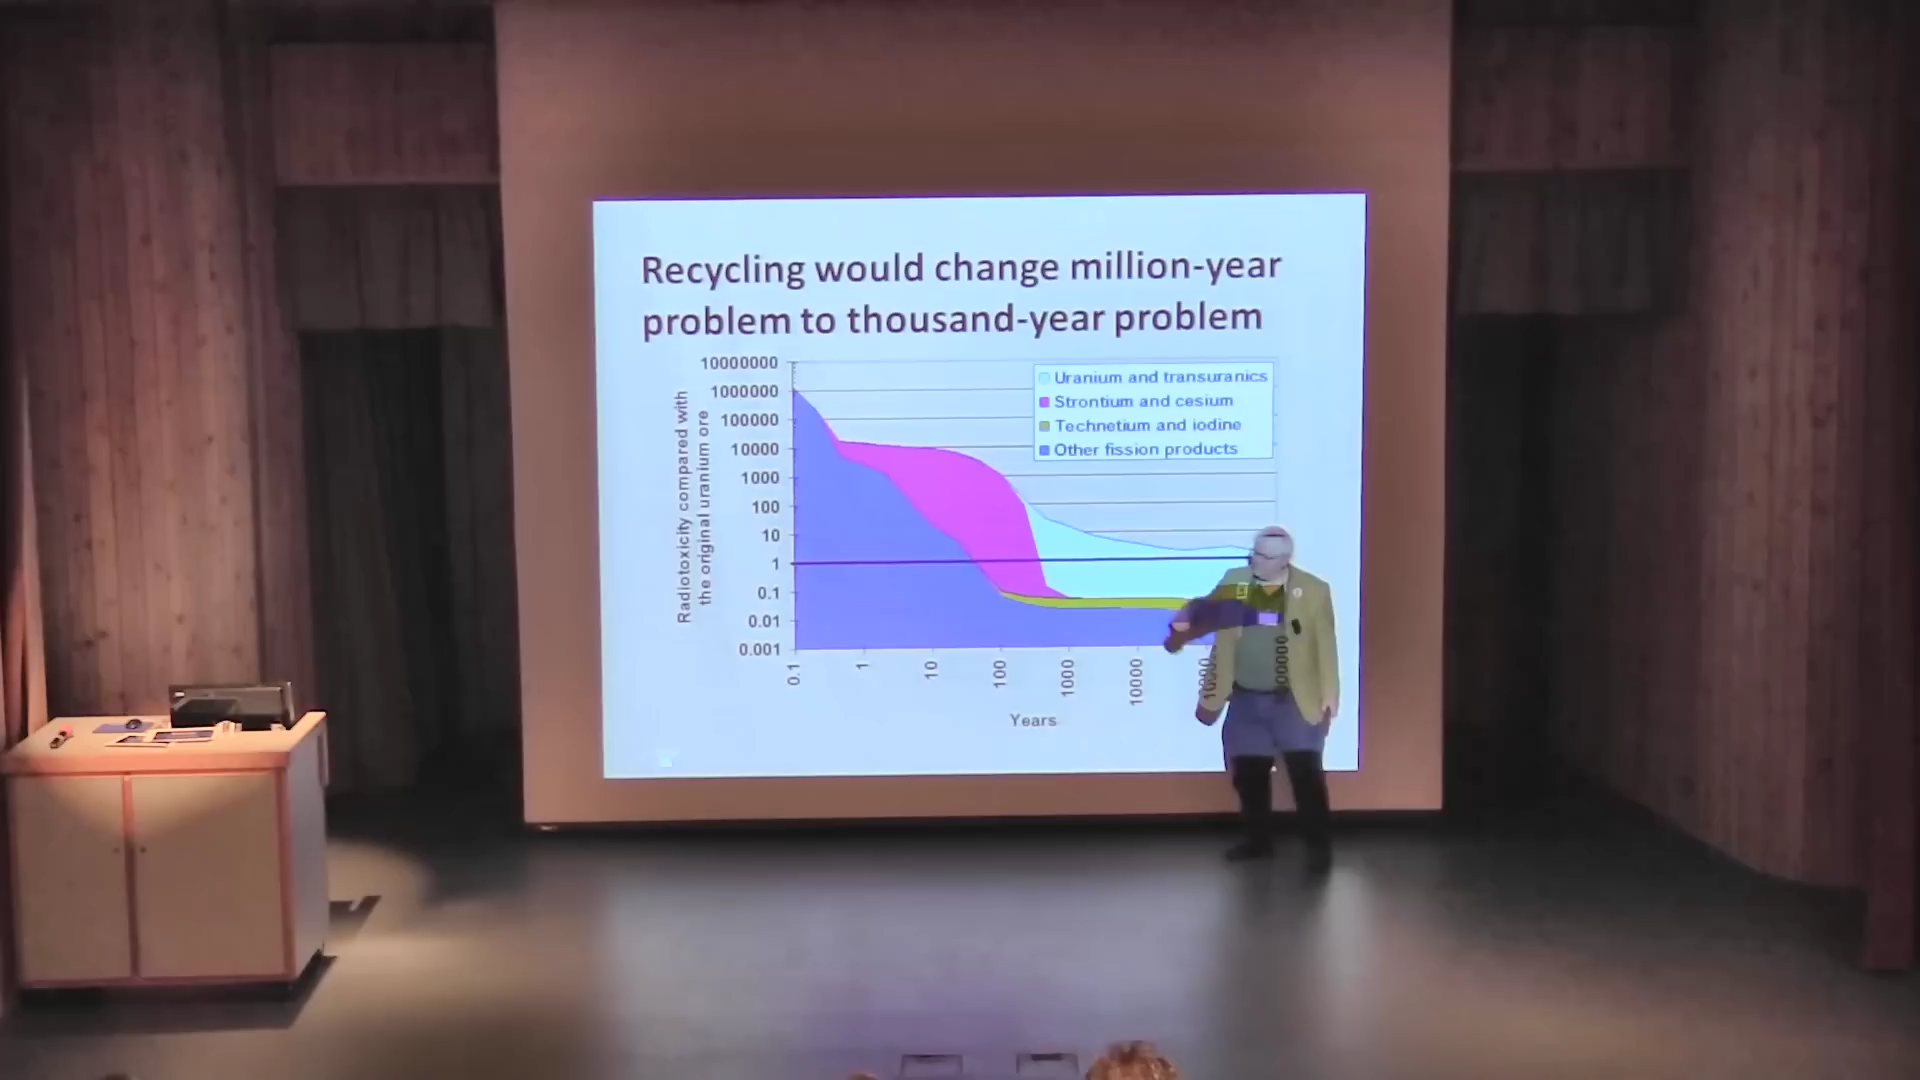 Recycling would change million-year
problem to thousand-year problem
Radiotoxicity compared with
the original uranium ore
10000000
1000000
100000
10000
1000
100
10
1
0.1
0.01
0.001
Uranium and transuranics
Strontium and cesium
Technetium and iodine
Other fission products
0.1
1
10
100
1000
10000
Years